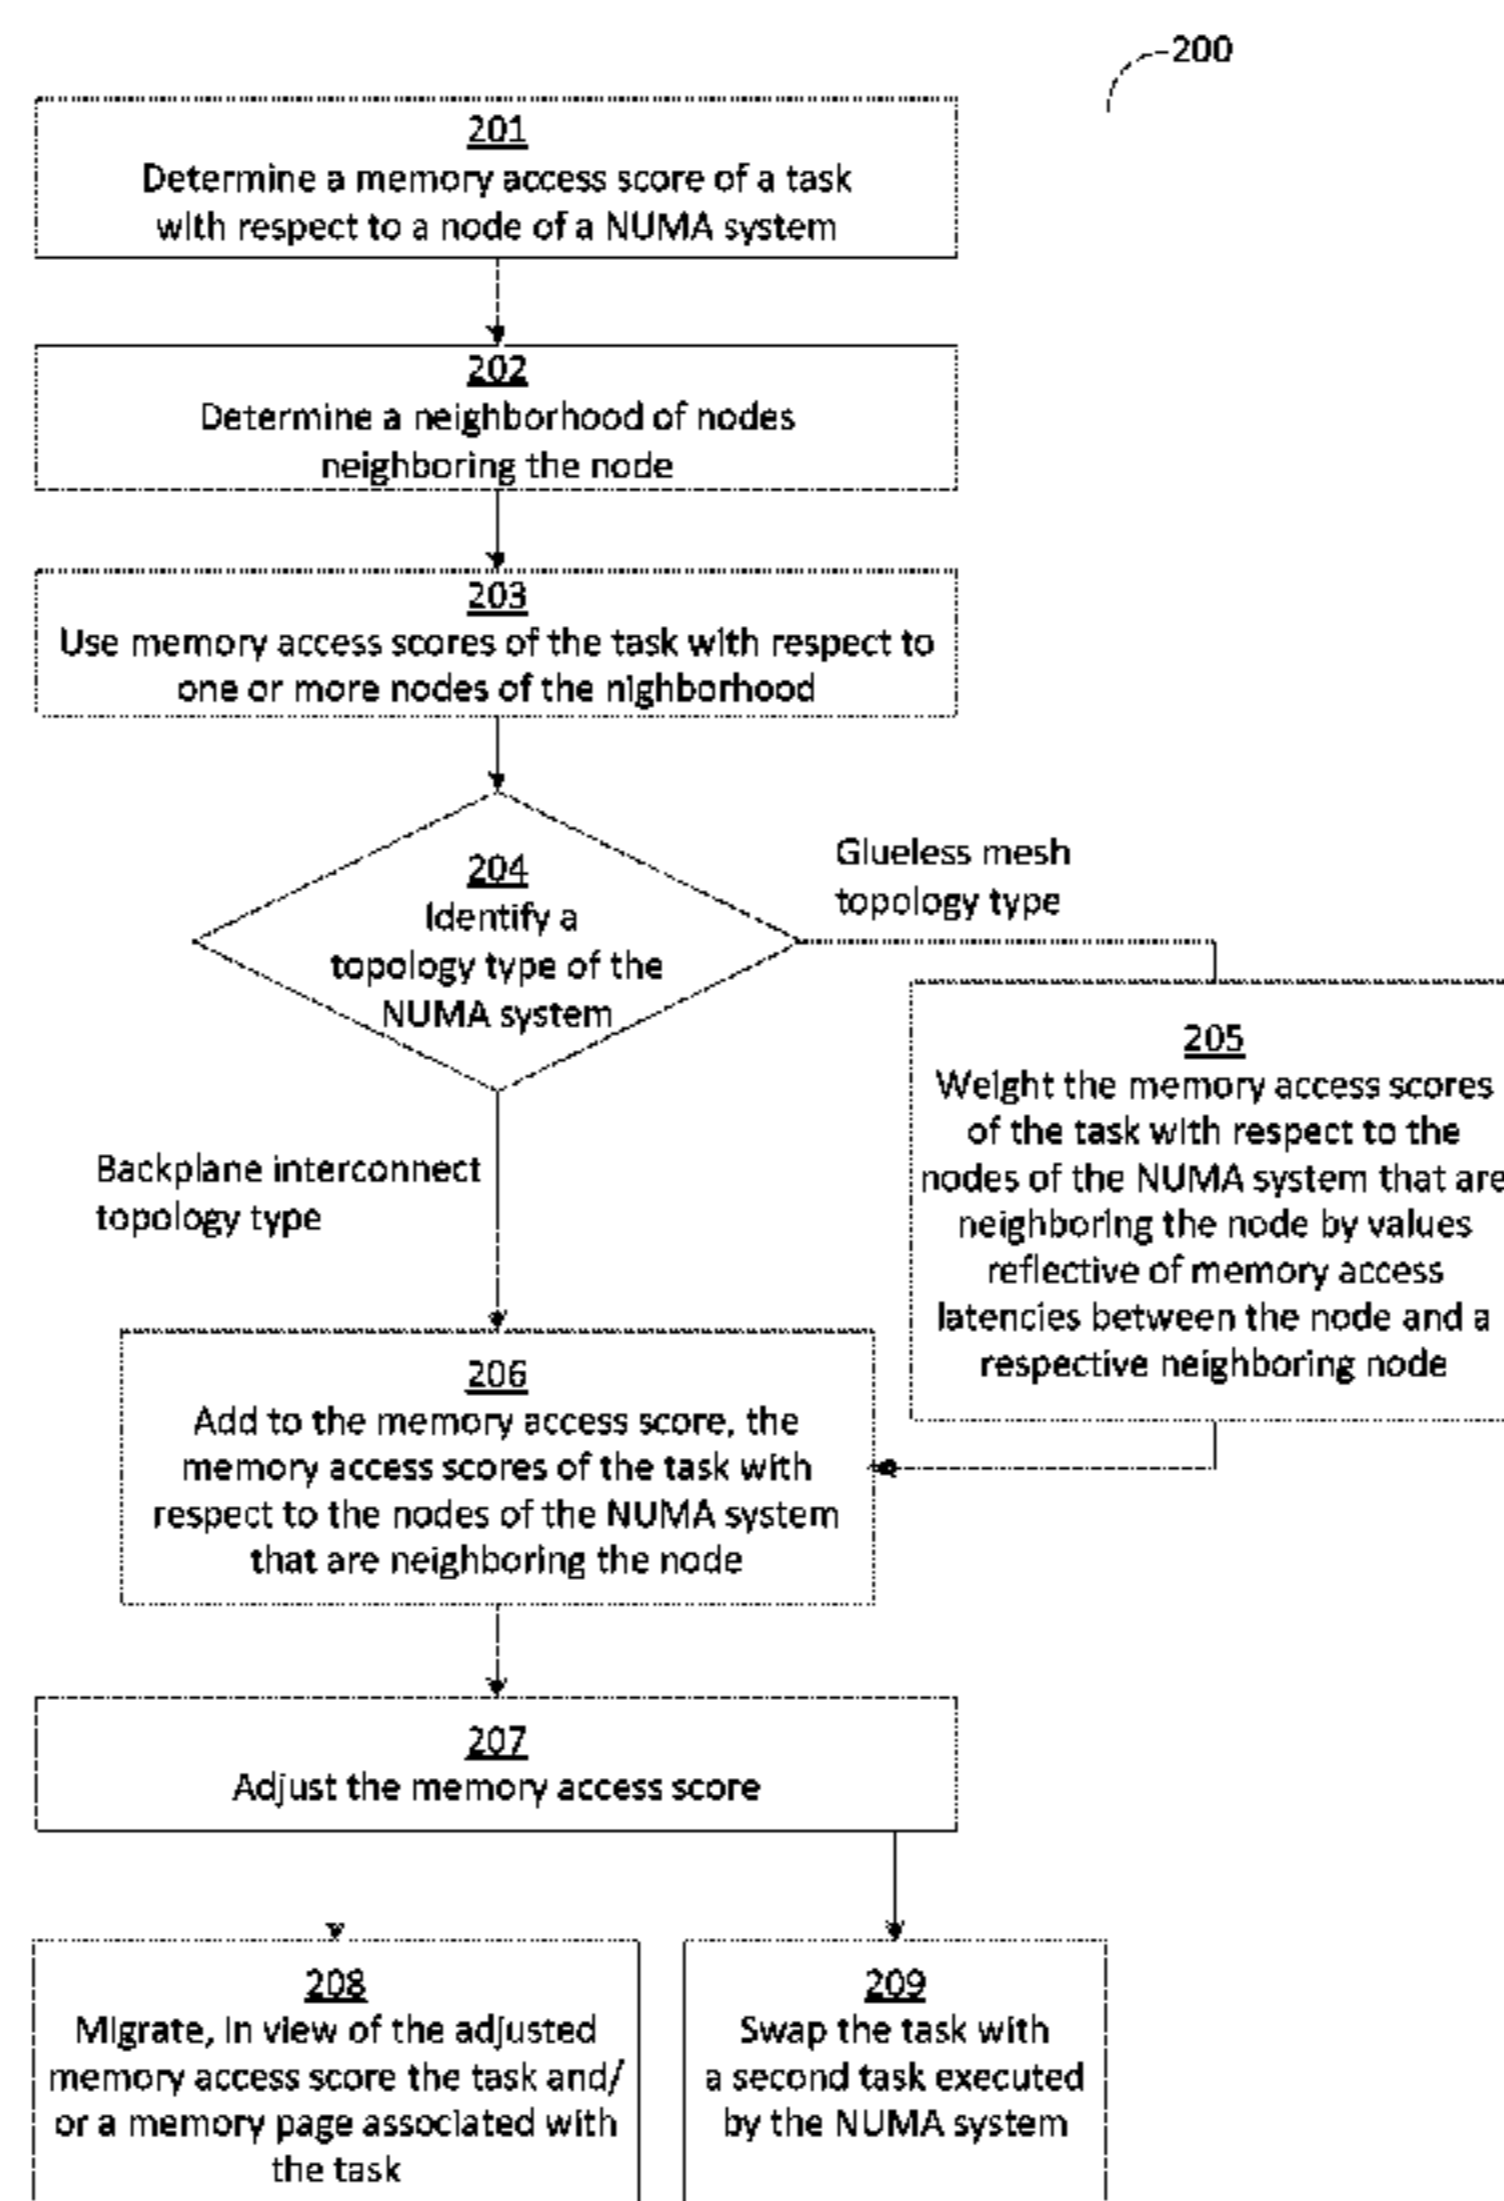 200
201
Determine a memory access score of a task
with respect to a node of a NUMA system
202
Determine a neighborhood of nodes
neighboring the node
203
Use memory access scores of the task with respect to
one or more nodes of the nighborhood
204
Identify a
topology type of the
NUMA system
Glueless mesh
topology type
205
Weight the memory access scores
of the task with respect to the
nodes of the NUMA system that are
neighboring the node by values
reflective of memory access
latencies between the node and a
respective neighboring node
Backplane interconnect
topology type
206
Add to the memory access score, the
memory access scores of the task with
respect to the nodes of the NUMA system
that are neighboring the node
207
Adjust the memory access score
208
Migrate, in view of the adjusted
memory access score the task and/
or a memory page associated with
the task
209
Swap the task with
a second task executed
by the NUMA system